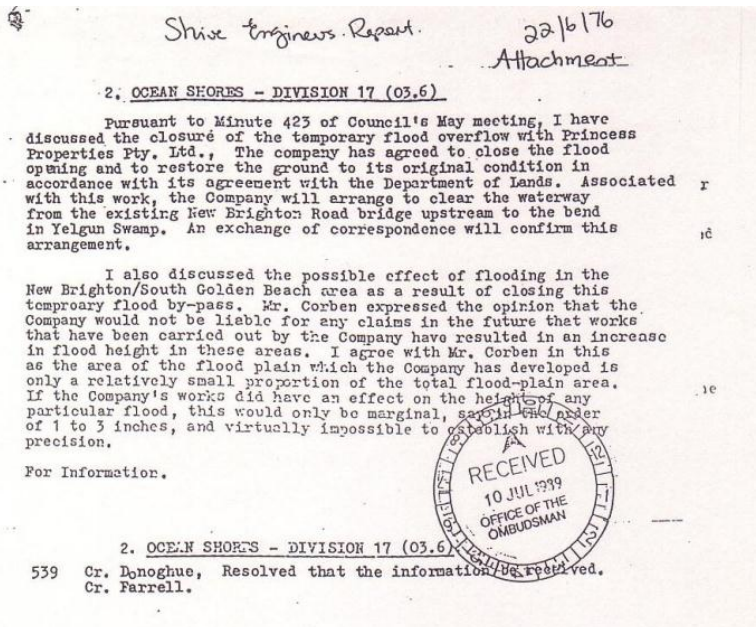 Shire Engineers Report.
22/6/76
Attachment
2. OCEAN SHORES - DIVISION 17 (03.6)
Pursuant to Minute 423 of Council's May meeting, I have
discussed the closure of the temporary flood overflow with Princess
Properties Pty. Ltd., The company has agreed to close the flood
opening and to restore the ground to its original condition in
accordance with its agreement with the Department of Lands. Associated
with this work, the Company will arrange to clear the waterway
from the existing New Brighton Road bridge upstream to the bend
in Yelgun Swamp. An exchange of correspondence will confirm this
arrangement.
I also discussed the possible effect of flooding in the
New Brighton/South Golden Beach area as a result of closing this
temproary flood by-pass. Mr. Corben expressed the opinion that the
Company would not be liable for any claims in the future that works
that have been carried out by the Company have resulted in an increase
in flood height in these areas. I agree with Mr. Corben in this
as the area of the flood plain which the Company has developed is
only a relatively small proportion of the total flood-plain area.
If the Company's works did have an effect on the height of any
particular flood, this would only be marginal, say in the order
of 1 to 3 inches, and virtually impossible to establish with any
precision.
For Information.
RECEIVED
10 JUL 1989
OFFICE OF THE
OMBUDSMAN
2. OCEAN SHORES - DIVISION 17 (03.6)
539 Cr. Donoghue, Resolved that the information be received.
Cr. Farrell.